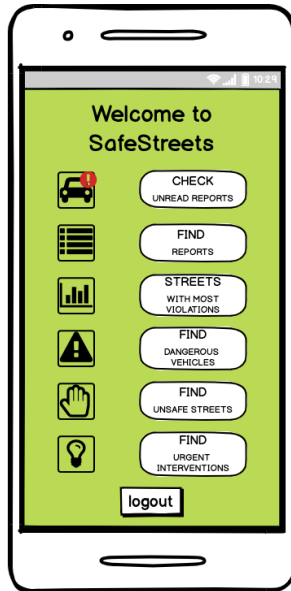 10:29
Welcome to
SafeStreets
!
CHECK
UNREAD REPORTS
FIND
REPORTS
STREETS
WITH MOST
VIOLATIONS
FIND
DANGEROUS
VEHICLES
FIND
UNSAFE STREETS
FIND
URGENT
INTERVENTIONS
logout